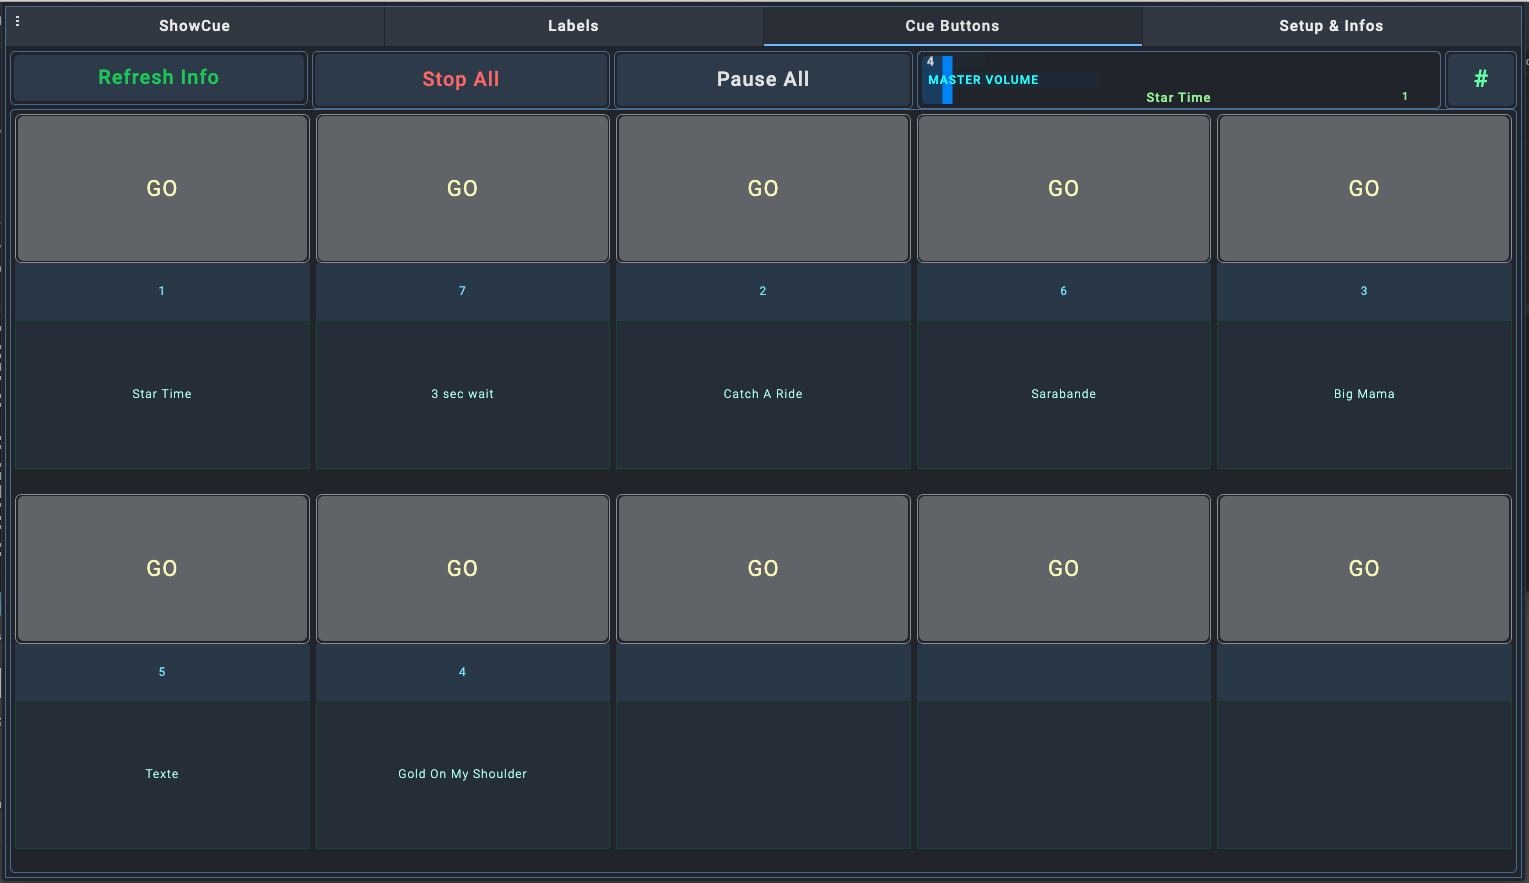 ShowCue Labels Cue Buttons Setup & Infos
Refresh Info Stop All Pause All 4 #
MASTER VOLUME
Star Time 1
GO GO GO GO GO
1 7 2 6 3
Star Time 3 sec wait Catch A Ride Sarabande Big Mama
GO GO GO GO GO
5 4
Texte Gold On My Shoulder